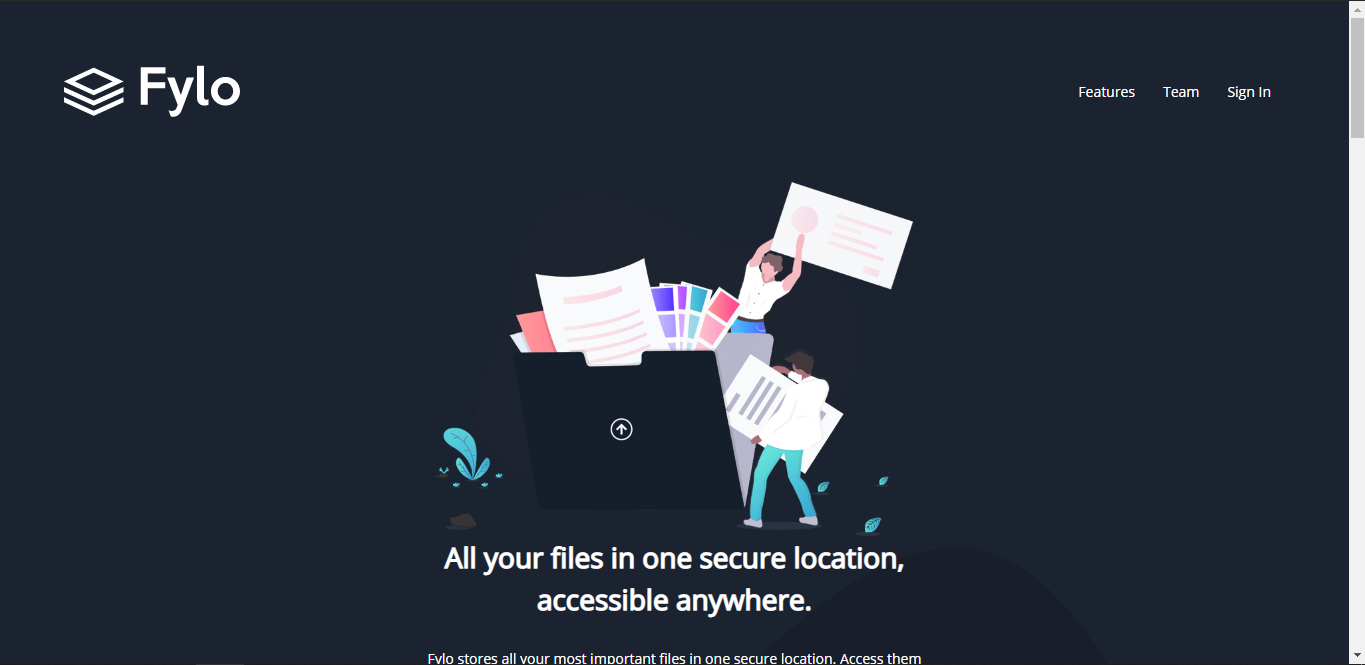 Fylo
Features Team Sign In
All your files in one secure location,
accessible anywhere.
Fylo stores all your most important files in one secure location. Access them